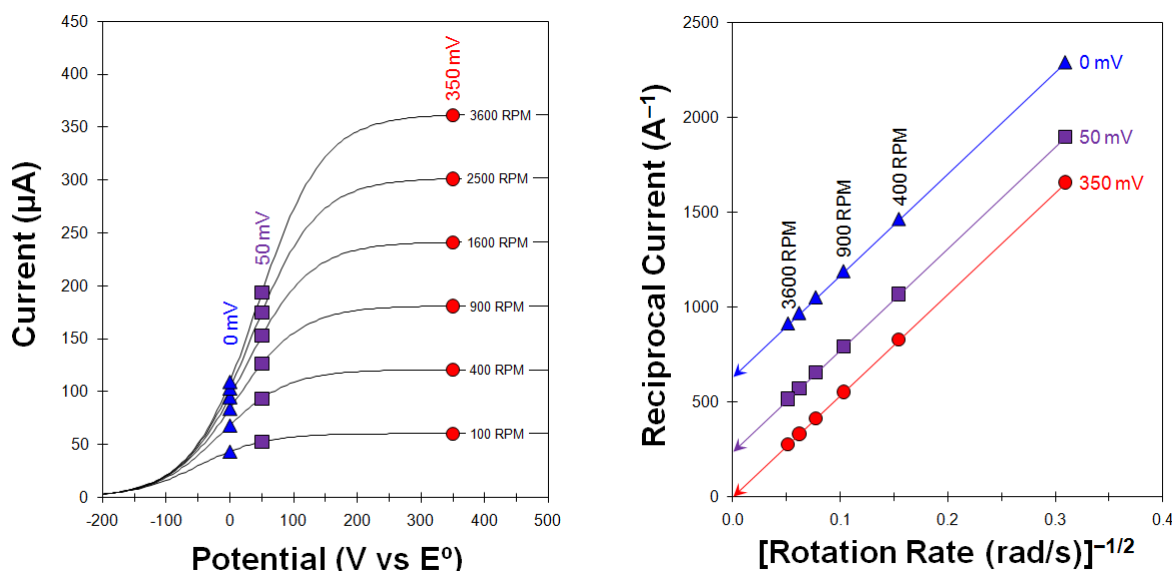 450
400
350
300
250
200
150
100
50
0
-200
-100
0
100
200
300
400
500
Current (µA)
Potential (V vs Eº)
0 mV
50 mV
350 mV
3600 RPM
2500 RPM
1600 RPM
900 RPM
400 RPM
100 RPM
2500
2000
1500
1000
500
0
0.0
0.1
0.2
0.3
0.4
Reciprocal Current (A⁻¹)
[Rotation Rate (rad/s)]⁻¹/²
3600 RPM
900 RPM
400 RPM
0 mV
50 mV
350 mV